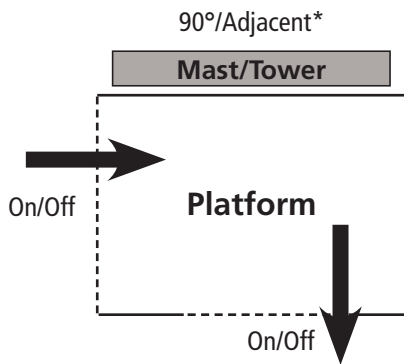 90°/Adjacent*
Mast/Tower
On/Off
Platform
On/Off